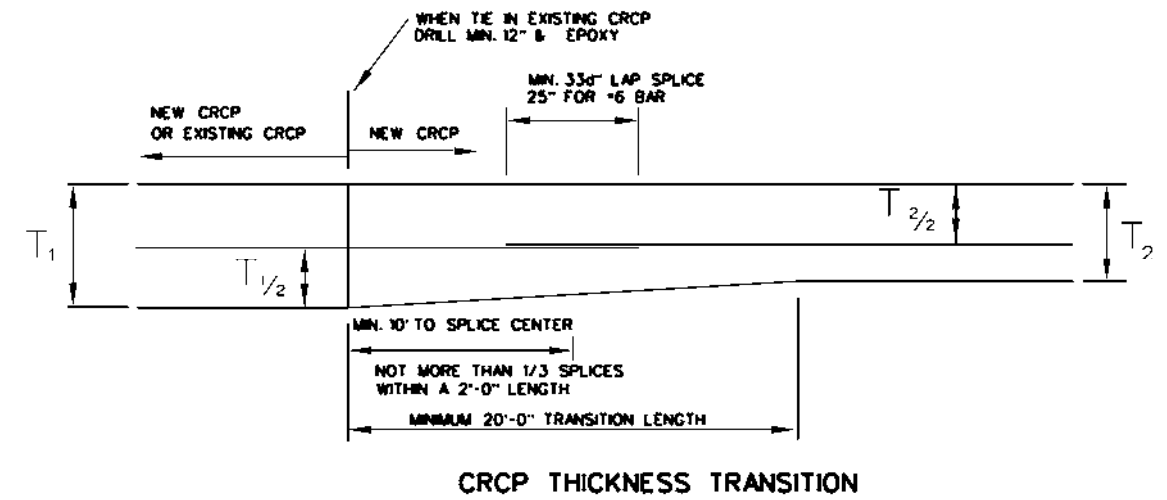 WHEN TIE IN EXISTING CRCP
DRILL MIN. 12" & EPOXY
MIN. 33d" LAP SPLICE
25" FOR #6 BAR
NEW CRCP
OR EXISTING CRCP
NEW CRCP
T 2/2
T1
T2
T1/2
MIN. 10' TO SPLICE CENTER
NOT MORE THAN 1/3 SPLICES
WITHIN A 2'-0" LENGTH
MINIMUM 20'-0" TRANSITION LENGTH
CRCP THICKNESS TRANSITION